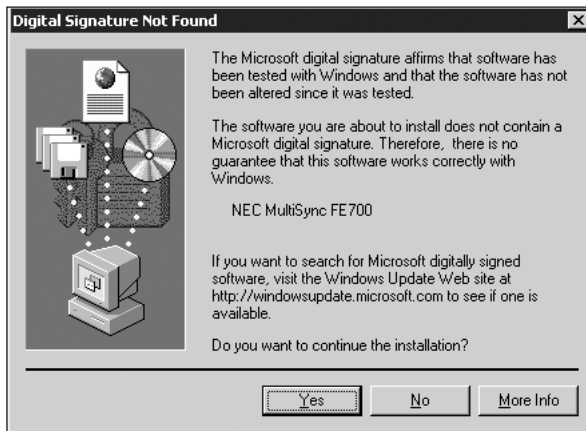 Digital Signature Not Found
The Microsoft digital signature affirms that software has
been tested with Windows and that the software has not
been altered since it was tested.
The software you are about to install does not contain a
Microsoft digital signature. Therefore, there is no
guarantee that this software works correctly with
Windows.
NEC MultiSync FE700
If you want to search for Microsoft digitally signed
software, visit the Windows Update Web site at
http://windowsupdate.microsoft.com to see if one is
available.
Do you want to continue the installation?
Yes No More Info